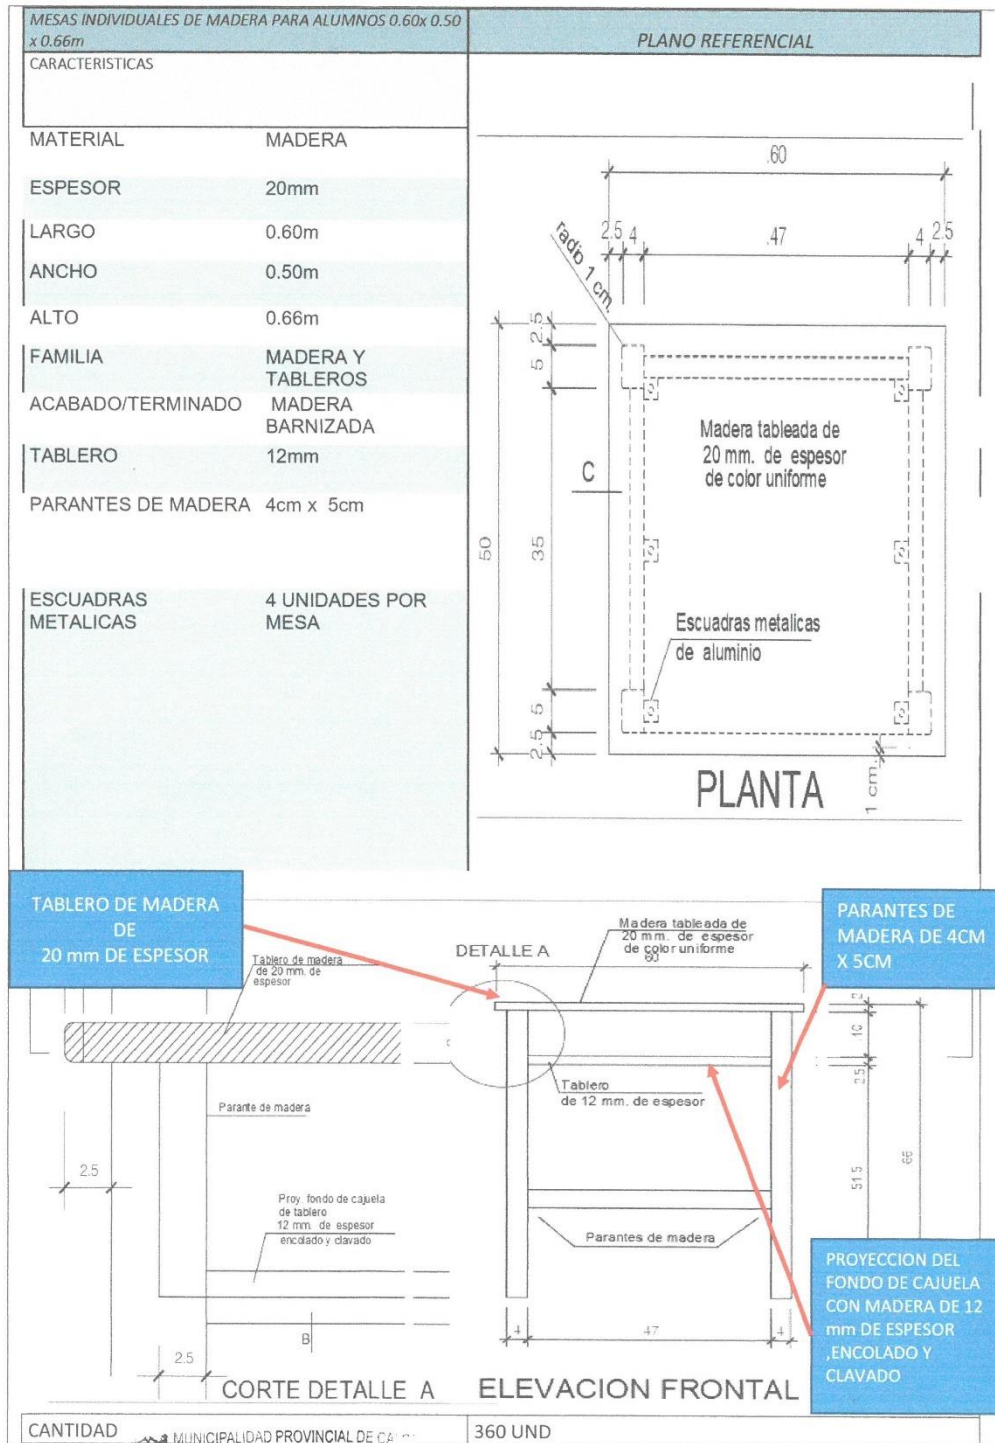 MESAS INDIVIDUALES DE MADERA PARA ALUMNOS 0.60x 0.50
x 0.66m
PLANO REFERENCIAL
CARACTERISTICAS
MATERIAL MADERA
ESPESOR 20mm
LARGO 0.60m
ANCHO 0.50m
ALTO 0.66m
FAMILIA MADERA Y
TABLEROS
ACABADO/TERMINADO MADERA
BARNIZADA
TABLERO 12mm
PARANTES DE MADERA 4cm x 5cm
ESCUADRAS 4 UNIDADES POR
METALICAS MESA
.60
2.5 4 .47 4 2.5
radio 1 cm.
2.5
5
50
35
5
2.5
C
Madera tableada de
20 mm. de espesor
de color uniforme
Escuadras metalicas
de aluminio
1 cm.
PLANTA
TABLERO DE MADERA
DE
20 mm DE ESPESOR
Tablero de madera
de 20 mm. de
espesor
Parante de madera
2.5
Proy. fondo de cajuela
de tablero
12 mm. de espesor
encolado y clavado
B
2.5
CORTE DETALLE A
DETALLE A
Madera tableada de
20 mm. de espesor
de color uniforme
60
Tablero
de 12 mm. de espesor
Parantes de madera
4 47 4
2
10
2.5
51.5
66
ELEVACION FRONTAL
PARANTES DE
MADERA DE 4CM
X 5CM
PROYECCION DEL
FONDO DE CAJUELA
CON MADERA DE 12
mm DE ESPESOR
,ENCOLADO Y
CLAVADO
CANTIDAD
MUNICIPALIDAD PROVINCIAL DE
360 UND